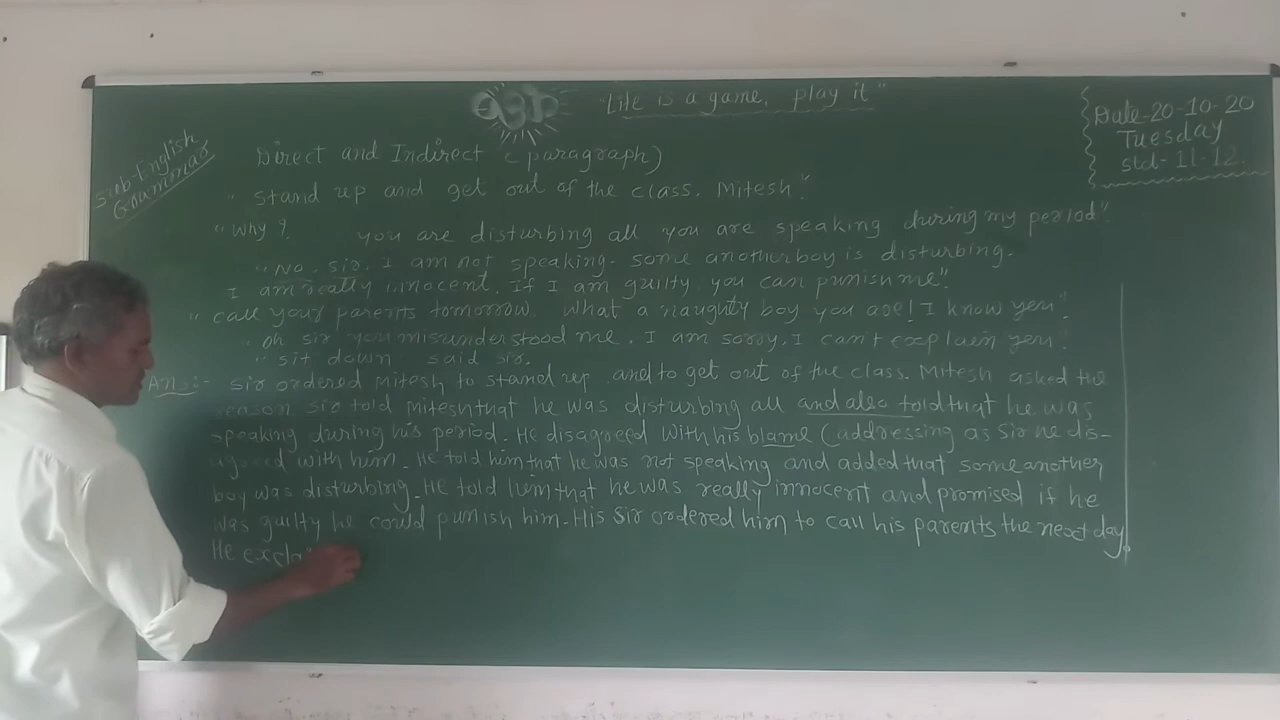 "Life is a game, play it"
Date-20-10-20
Tuesday
Std-11-12.
Sub-English
Grammar
Direct and Indirect (paragraph)
"Stand up and get out of the class, Mitesh."
"Why? you are disturbing all you are speaking during my period".
"No, sir, I am not speaking. some another boy is disturbing.
I am really innocent. If I am guilty, you can punish me".
"call your parents tomorrow. What a naughty boy you are! I know you".
"oh sir you misunderstood me. I am sorry. I can't explain you".
"sit down" said sir.
Ans:- Sir ordered Mitesh to stand up and to get out of the class. Mitesh asked the
reason. Sir told Mitesh that he was disturbing all and also told that he was
speaking during his period. He disagreed with his blame (addressing as Sir he dis-
agreed with him. He told him that he was not speaking and added that some another
boy was disturbing. He told him that he was really innocent and promised if he
was guilty he could punish him. His Sir ordered him to call his parents the next day.
He excla